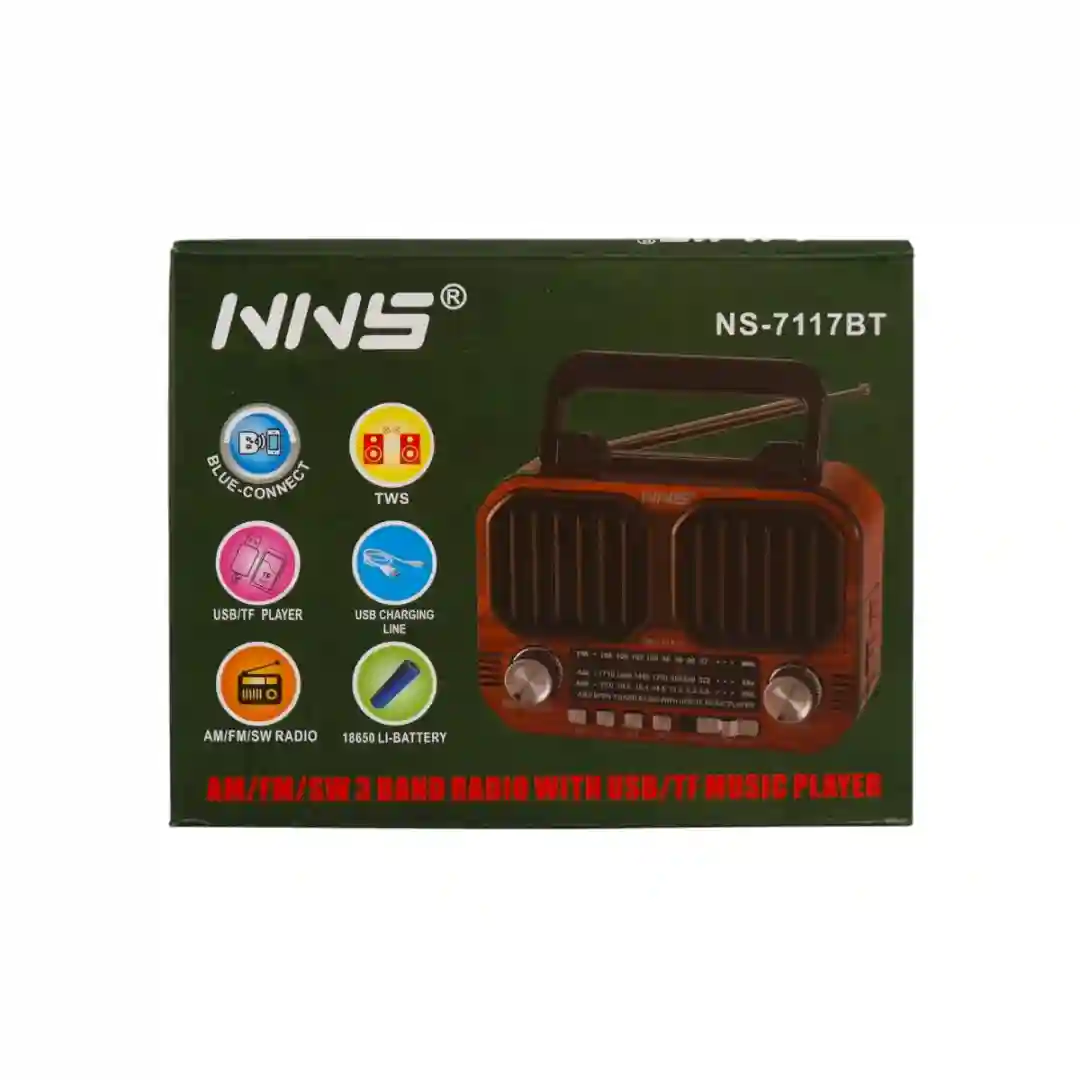 NNS®
NS-7117BT
BLUE-CONNECT
TWS
USB/TF PLAYER
USB CHARGING
LINE
AM/FM/SW RADIO
18650 LI-BATTERY
NNS
AM/FM/SW 3 BAND RADIO WITH USB/TF MUSIC PLAYER